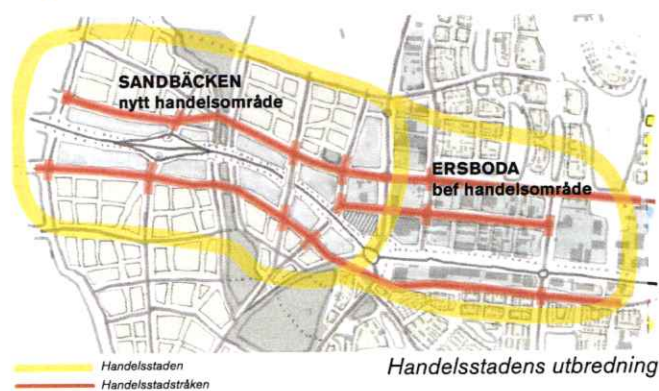 SANDBÄCKEN
nytt handelsområde
ERSBODA
bef handelsområde
Handelsstaden
Handelsstadstråken
Handelsstadens utbredning